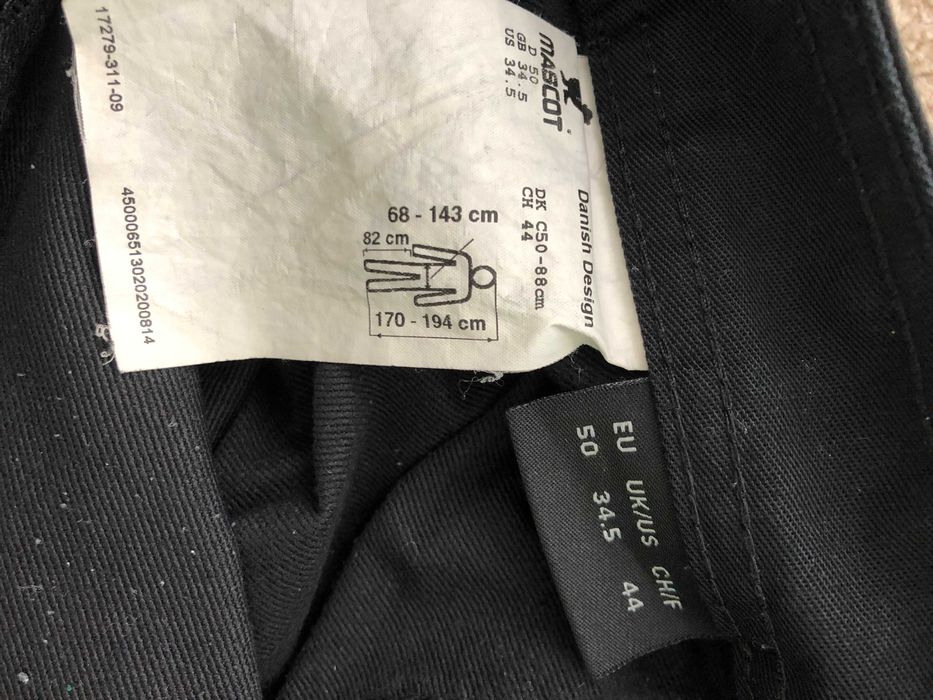 MASCOT®
D 50
GB 34.5
US 34.5
Danish Design
DK C50-88cm
CH 44
68 - 143 cm
82 cm
170 - 194 cm
17279-311-09
450006513020200814
EU UK/US CH/F
50 34.5 44